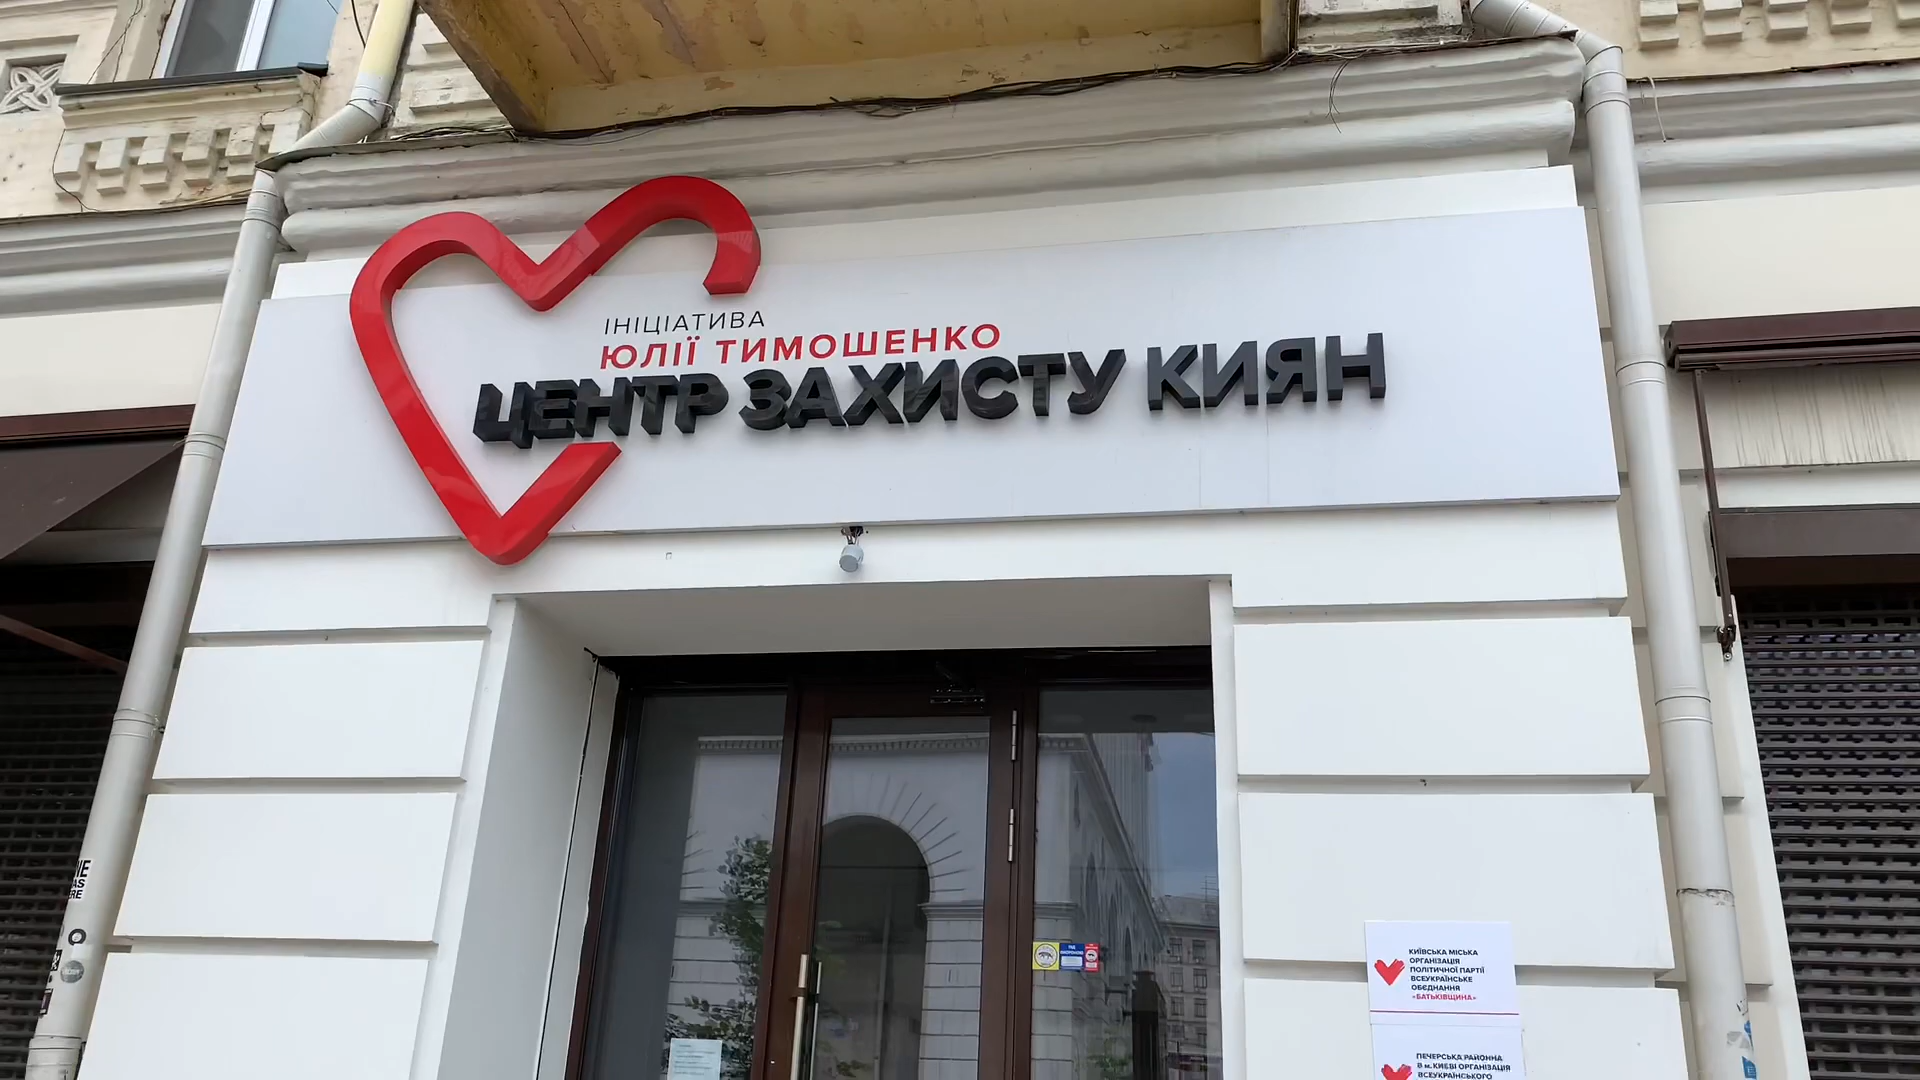 ІНІЦІАТИВА
ЮЛІЇ ТИМОШЕНКО
ЦЕНТР ЗАХИСТУ КИЯН
КИЇВСЬКА МІСЬКА
ОРГАНІЗАЦІЯ
ПОЛІТИЧНОЇ ПАРТІЇ
ВСЕУКРАЇНСЬКЕ
ОБЄДНАННЯ
«БАТЬКІВЩИНА»
ПЕЧЕРСЬКА РАЙОННА
В м. КИЄВІ ОРГАНІЗАЦІЯ
ВСЕУКРАЇНСЬКОГО